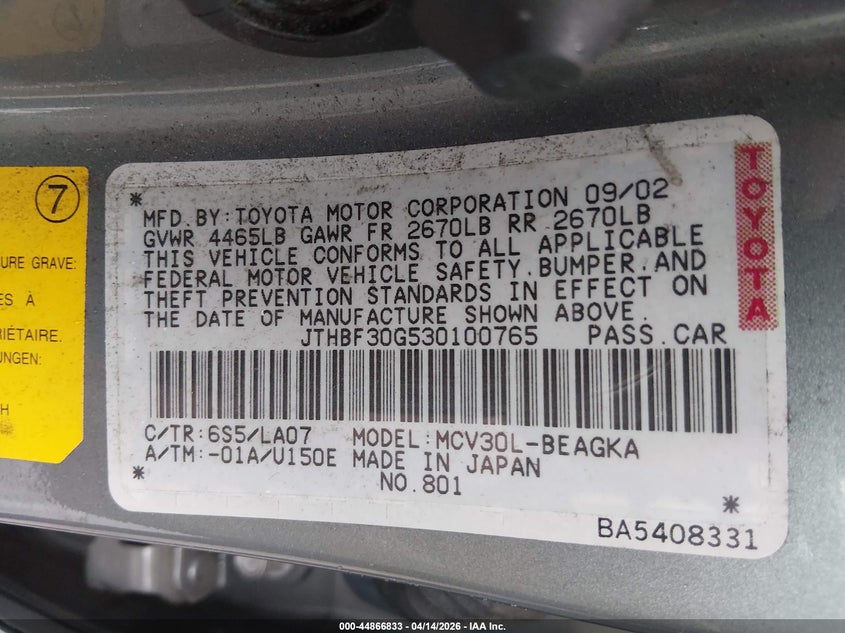 7
URE GRAVE:
ES À
RIÉTAIRE.
UNGEN:
H
* MFD.BY:TOYOTA MOTOR CORPORATION 09/02
GVWR 4465LB GAWR FR 2670LB RR 2670LB
THIS VEHICLE CONFORMS TO ALL APPLICABLE
FEDERAL MOTOR VEHICLE SAFETY.BUMPER.AND
THEFT PREVENTION STANDARDS IN EFFECT ON
THE DATE OF MANUFACTURE SHOWN ABOVE.
JTHBF30G530100765 PASS.CAR
C/TR:6S5/LA07 MODEL:MCV30L-BEAGKA
A/TM:-01A/U150E MADE IN JAPAN
* NO.801 *
BA5408331
TOYOTA
000-44866833 - 04/14/2026 - IAA Inc.